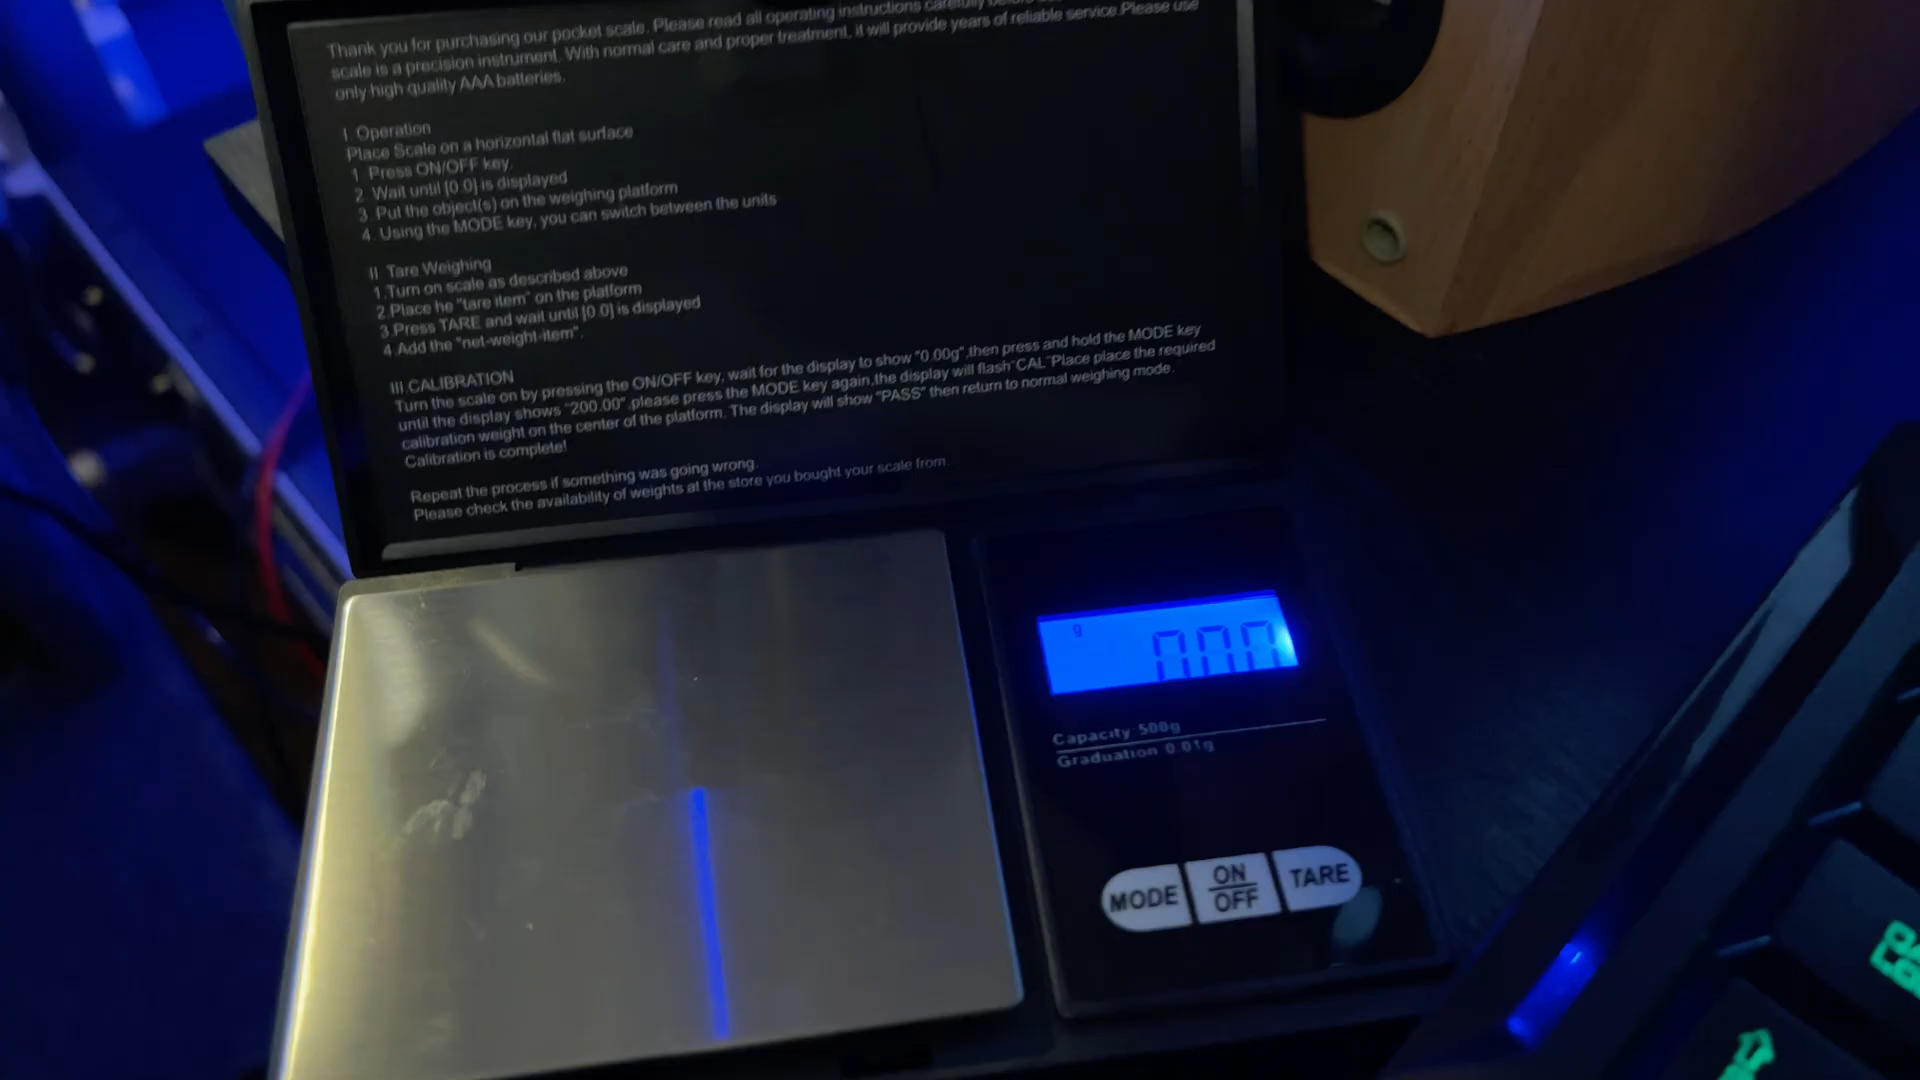 Thank you for purchasing our pocket scale. Please read all operating instructions carefully
scale is a precision instrument. With normal care and proper treatment, it will provide years of reliable service.Please use
only high quality AAA batteries.
I Operation
Place Scale on a horizontal flat surface
1 Press ON/OFF key.
2. Wait until [0.0] is displayed
3. Put the object(s) on the weighing platform
4. Using the MODE key, you can switch between the units
II Tare Weighing
1.Turn on scale as described above
2.Place he "tare item" on the platform
3.Press TARE and wait until [0.0] is displayed
4.Add the "net-weight-item".
III.CALIBRATION
Turn the scale on by pressing the ON/OFF key, wait for the display to show "0.00g",then press and hold the MODE key
until the display shows "200.00",please press the MODE key again,the display will flash"CAL"Place place the required
calibration weight on the center of the platform. The display will show "PASS" then return to normal weighing mode.
Calibration is complete!
Repeat the process if something was going wrong.
Please check the availability of weights at the store you bought your scale from.
g
Capacity 500g
Graduation 0.01g
MODE
ON
OFF
TARE